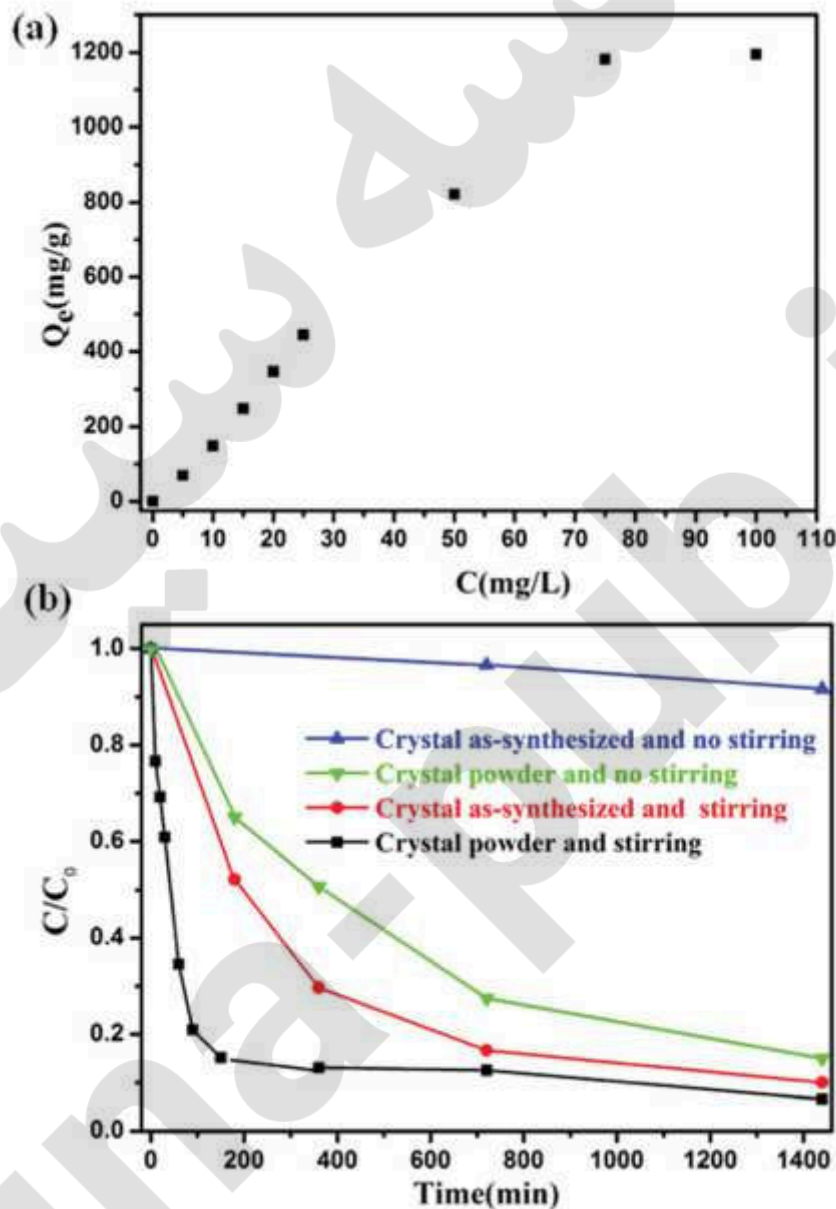 (a)
1200
1000
800
600
400
200
0
Qe(mg/g)
0 10 20 30 40 50 60 70 80 90 100 110
C(mg/L)
(b)
1.0
0.8
0.6
0.4
0.2
0.0
C/C₀
Crystal as-synthesized and no stirring
Crystal powder and no stirring
Crystal as-synthesized and stirring
Crystal powder and stirring
0 200 400 600 800 1000 1200 1400
Time(min)